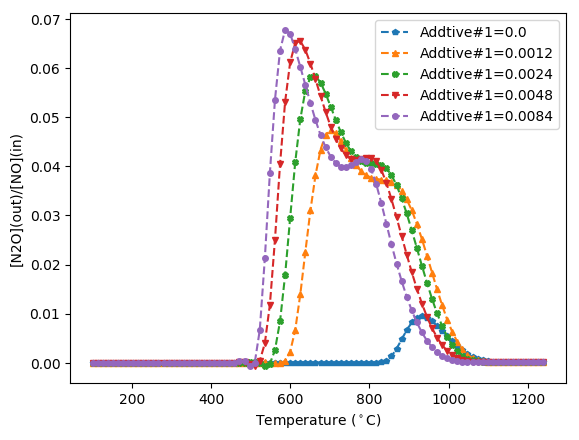 0.07
0.06
0.05
0.04
0.03
0.02
0.01
0.00
[N2O](out)/[NO](in)
Addtive#1=0.0
Addtive#1=0.0012
Addtive#1=0.0024
Addtive#1=0.0048
Addtive#1=0.0084
200 400 600 800 1000 1200
Temperature (°C)